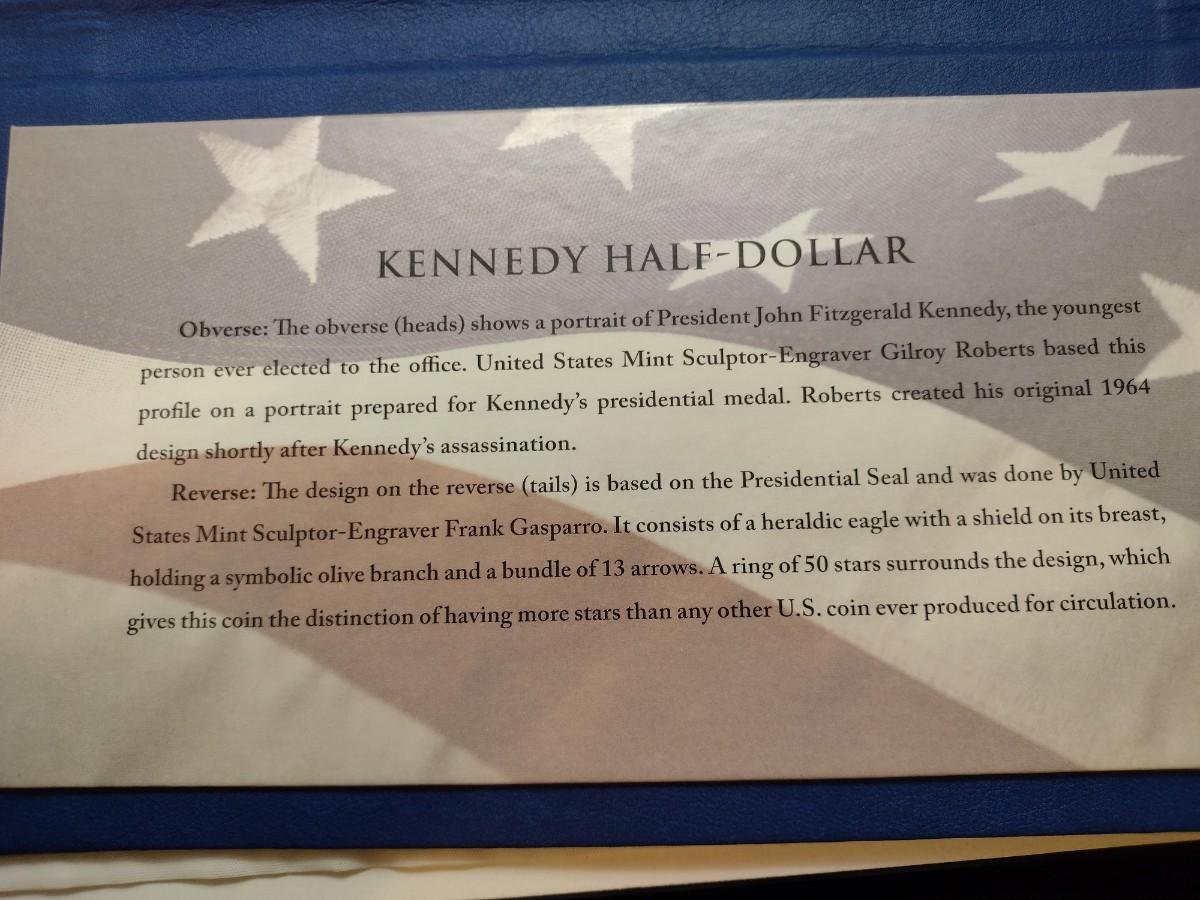 KENNEDY HALF-DOLLAR
Obverse: The obverse (heads) shows a portrait of President John Fitzgerald Kennedy, the youngest
person ever elected to the office. United States Mint Sculptor-Engraver Gilroy Roberts based this
profile on a portrait prepared for Kennedy's presidential medal. Roberts created his original 1964
design shortly after Kennedy's assassination.
Reverse: The design on the reverse (tails) is based on the Presidential Seal and was done by United
States Mint Sculptor-Engraver Frank Gasparro. It consists of a heraldic eagle with a shield on its breast,
holding a symbolic olive branch and a bundle of 13 arrows. A ring of 50 stars surrounds the design, which
gives this coin the distinction of having more stars than any other U.S. coin ever produced for circulation.